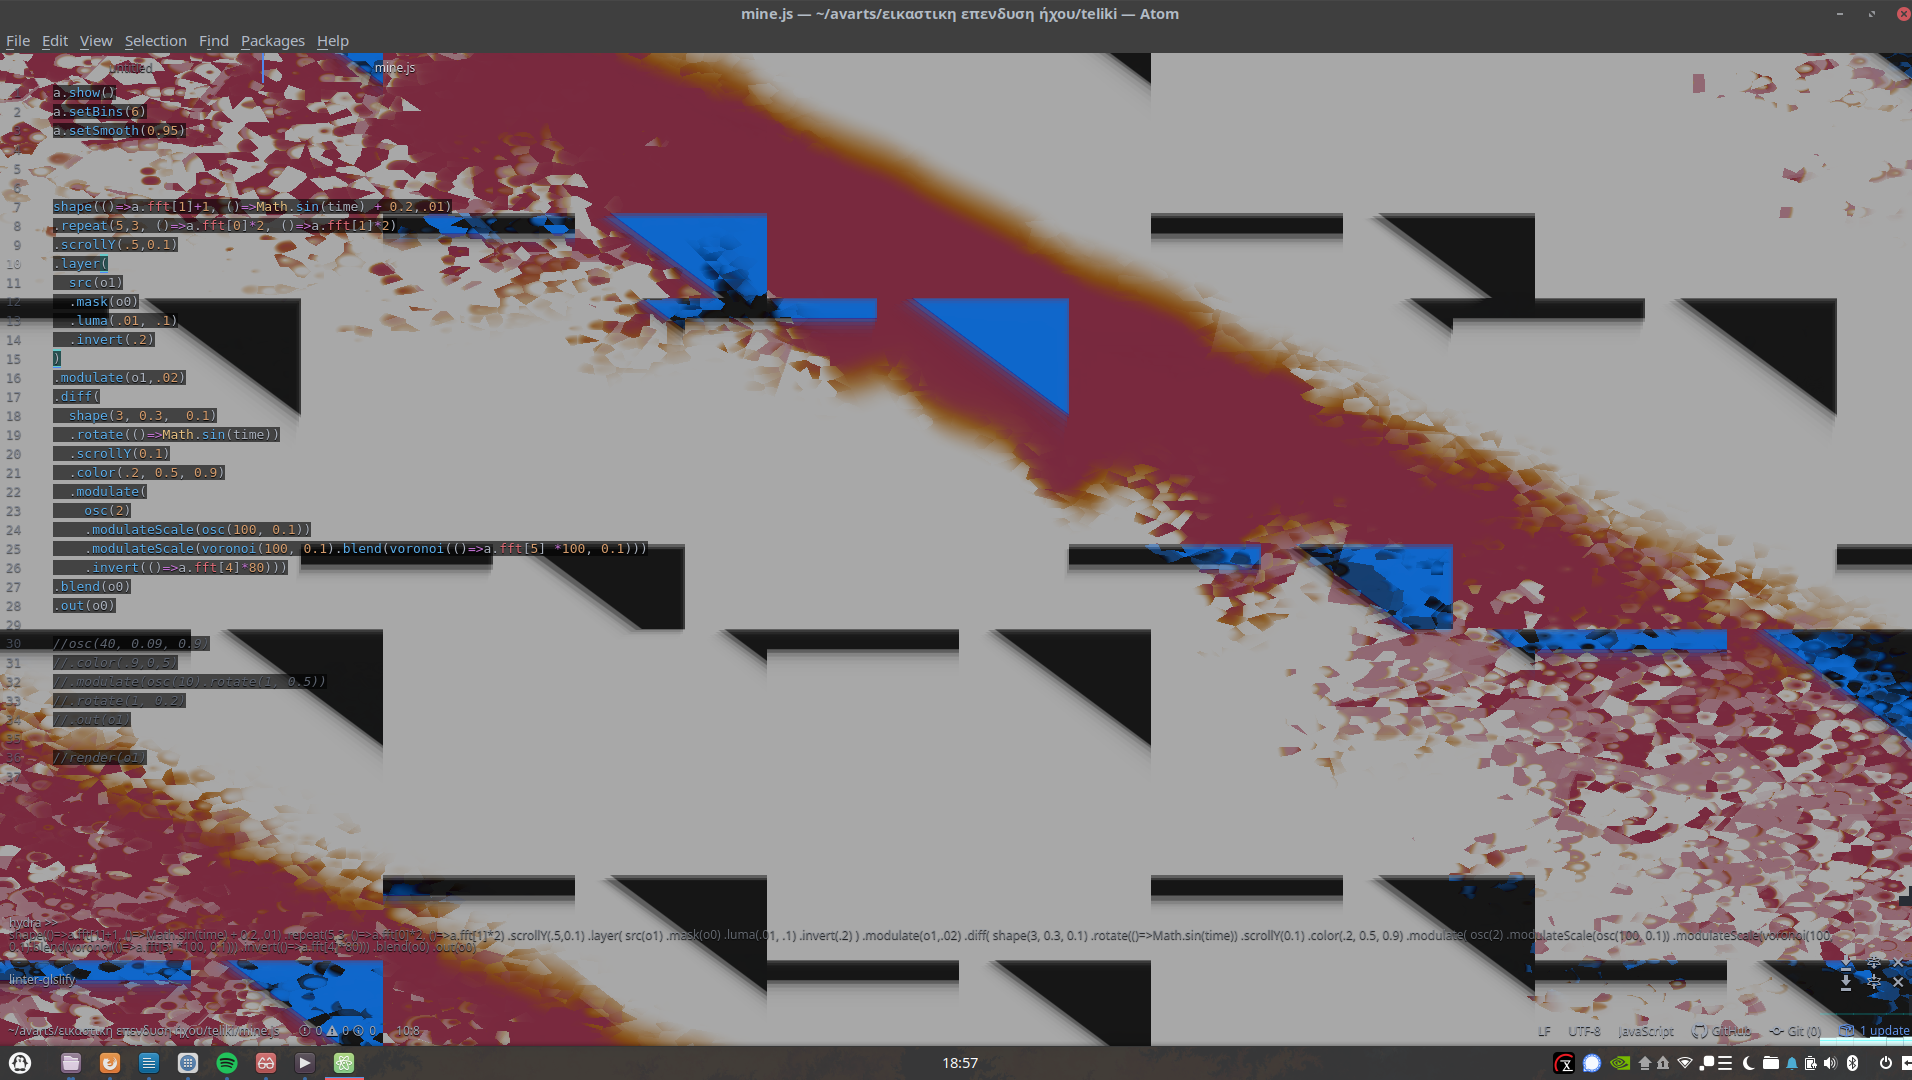 mine.js — ~/avarts/εικαστικη επενδυση ήχου/teliki — Atom
File Edit View Selection Find Packages Help
untitled mine.js
a.show()
2 a.setBins(6)
3 a.setSmooth(0.95)
5
6
7 shape(()=>a.fft[1]+1, ()=>Math.sin(time) + 0.2,.01)
8 .repeat(5,3, ()=>a.fft[0]*2, ()=>a.fft[1]*2)
9 .scrollY(.5,0.1)
10 .layer(
11 src(o1)
12 .mask(o0)
13 .luma(.01, .1)
14 .invert(.2)
15 )
16 .modulate(o1,.02)
17 .diff(
18 shape(3, 0.3, 0.1)
19 .rotate(()=>Math.sin(time))
20 .scrollY(0.1)
21 .color(.2, 0.5, 0.9)
22 .modulate(
23 osc(2)
24 .modulateScale(osc(100, 0.1))
25 .modulateScale(voronoi(100, 0.1).blend(voronoi(()=>a.fft[5] *100, 0.1)))
26 .invert(()=>a.fft[4]*80)))
27 .blend(o0)
28 .out(o0)
29
30 //osc(40, 0.09, 0.9)
31 //.color(.9,0,5)
32 //.modulate(osc(10).rotate(1, 0.5))
33 //.rotate(1, 0.2)
34 //.out(o1)
35
36 //render(o1)
37
hydra >>
shape(()=>a.fft[1]+1, ()=>Math.sin(time) + 0.2,.01) .repeat(5,3, ()=>a.fft[0]*2, ()=>a.fft[1]*2) .scrollY(.5,0.1) .layer( src(o1) .mask(o0) .luma(.01, .1) .invert(.2) ) .modulate(o1,.02) .diff( shape(3, 0.3, 0.1) .rotate(()=>Math.sin(time)) .scrollY(0.1) .color(.2, 0.5, 0.9) .modulate( osc(2) .modulateScale(osc(100, 0.1)) .modulateScale(voronoi(100,
0.1).blend(voronoi(()=>a.fft[5] *100, 0.1))) .invert(()=>a.fft[4]*80))) .blend(o0) .out(o0)
linter-glslify
~/avarts/εικαστικη επενδυση ήχου/teliki/mine.js 0 0 0 10:8 LF UTF-8 JavaScript GitHub Git (0) 1 update
18:57